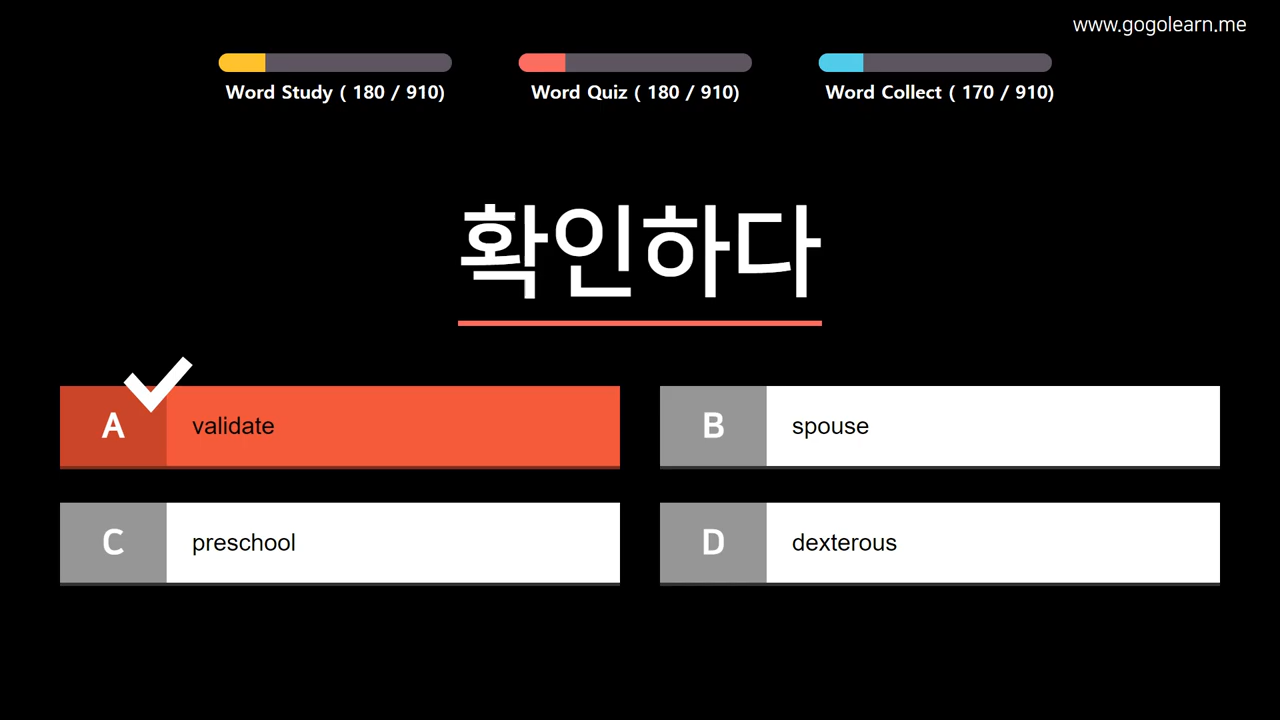 www.gogolearn.me
Word Study ( 180 / 910)
Word Quiz ( 180 / 910)
Word Collect ( 170 / 910)
확인하다
A validate
B spouse
C preschool
D dexterous